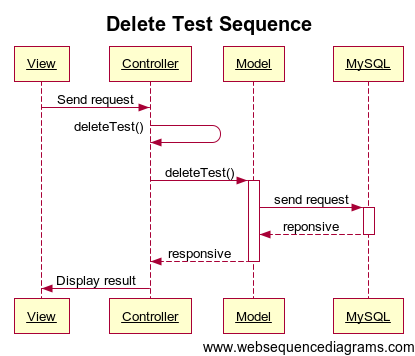 Delete Test Sequence
View Controller Model MySQL
Send request
deleteTest()
deleteTest()
send request
reponsive
responsive
Display result
View Controller Model MySQL
www.websequencediagrams.com